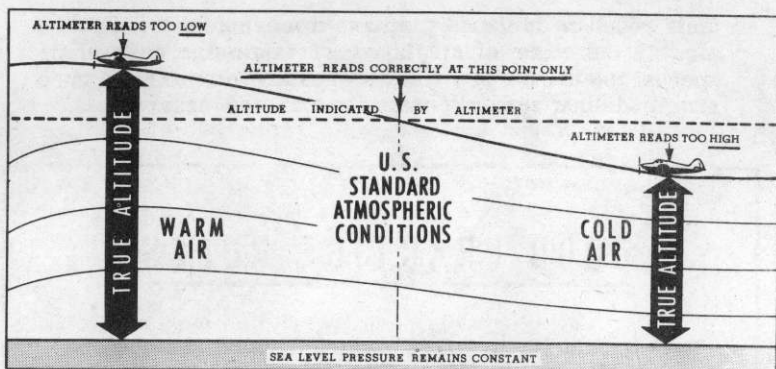 ALTIMETER READS TOO LOW
ALTIMETER READS CORRECTLY AT THIS POINT ONLY
ALTITUDE INDICATED BY ALTIMETER
ALTIMETER READS TOO HIGH
U.S.
STANDARD
ATMOSPHERIC
CONDITIONS
WARM
AIR
COLD
AIR
TRUE ALTITUDE
TRUE ALTITUDE
SEA LEVEL PRESSURE REMAINS CONSTANT